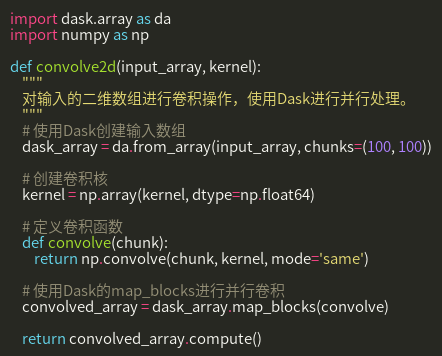 import dask.array as da
import numpy as np
def convolve2d(input_array, kernel):
"""
对输入的二维数组进行卷积操作，使用Dask进行并行处理。
"""
# 使用Dask创建输入数组
dask_array = da.from_array(input_array, chunks=(100, 100))
# 创建卷积核
kernel = np.array(kernel, dtype=np.float64)
# 定义卷积函数
def convolve(chunk):
return np.convolve(chunk, kernel, mode='same')
# 使用Dask的map_blocks进行并行卷积
convolved_array = dask_array.map_blocks(convolve)
return convolved_array.compute()